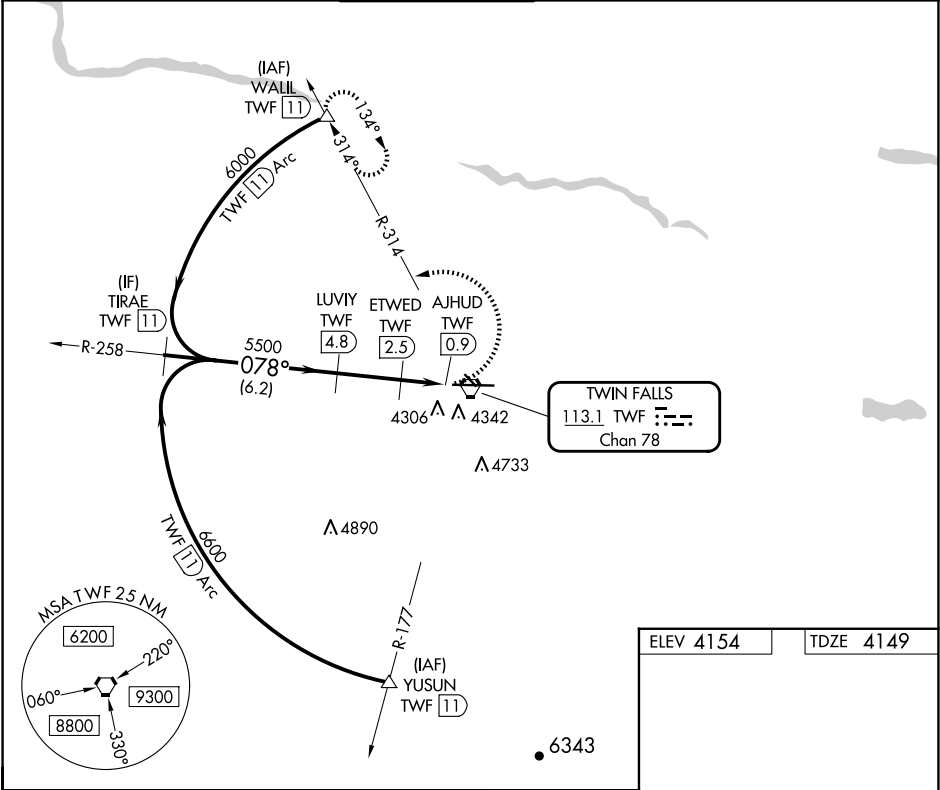 (IAF)
WALIL
TWF 11
134°
314°
6000
TWF 11 Arc
R-314
(IF)
TIRAE
TWF 11
LUVIY
TWF
4.8
ETWED
TWF
2.5
AJHUD
TWF
0.9
R-258
5500
078°
(6.2)
4306
4342
TWIN FALLS
113.1 TWF
Chan 78
4733
4890
6600
TWF 11 Arc
R-177
(IAF)
YUSUN
TWF 11
MSA TWF 25 NM
6200
220°
060°
9300
8800
330°
6343
ELEV 4154
TDZE 4149